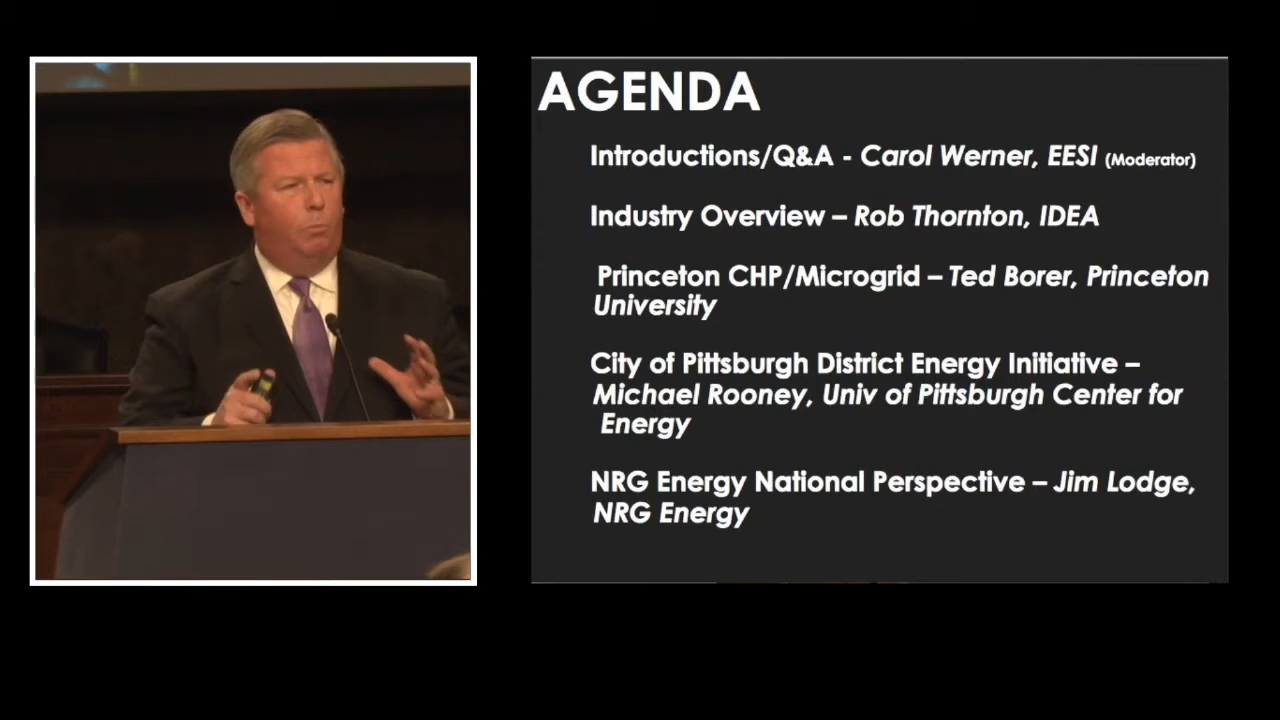 AGENDA
Introductions/Q&A - Carol Werner, EESI (Moderator)
Industry Overview – Rob Thornton, IDEA
Princeton CHP/Microgrid – Ted Borer, Princeton
University
City of Pittsburgh District Energy Initiative –
Michael Rooney, Univ of Pittsburgh Center for
Energy
NRG Energy National Perspective – Jim Lodge,
NRG Energy